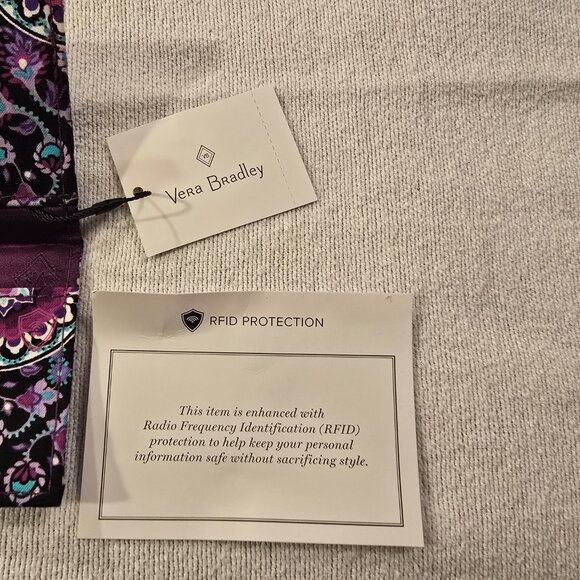 Vera Bradley
RFID PROTECTION
This item is enhanced with
Radio Frequency Identification (RFID)
protection to help keep your personal
information safe without sacrificing style.